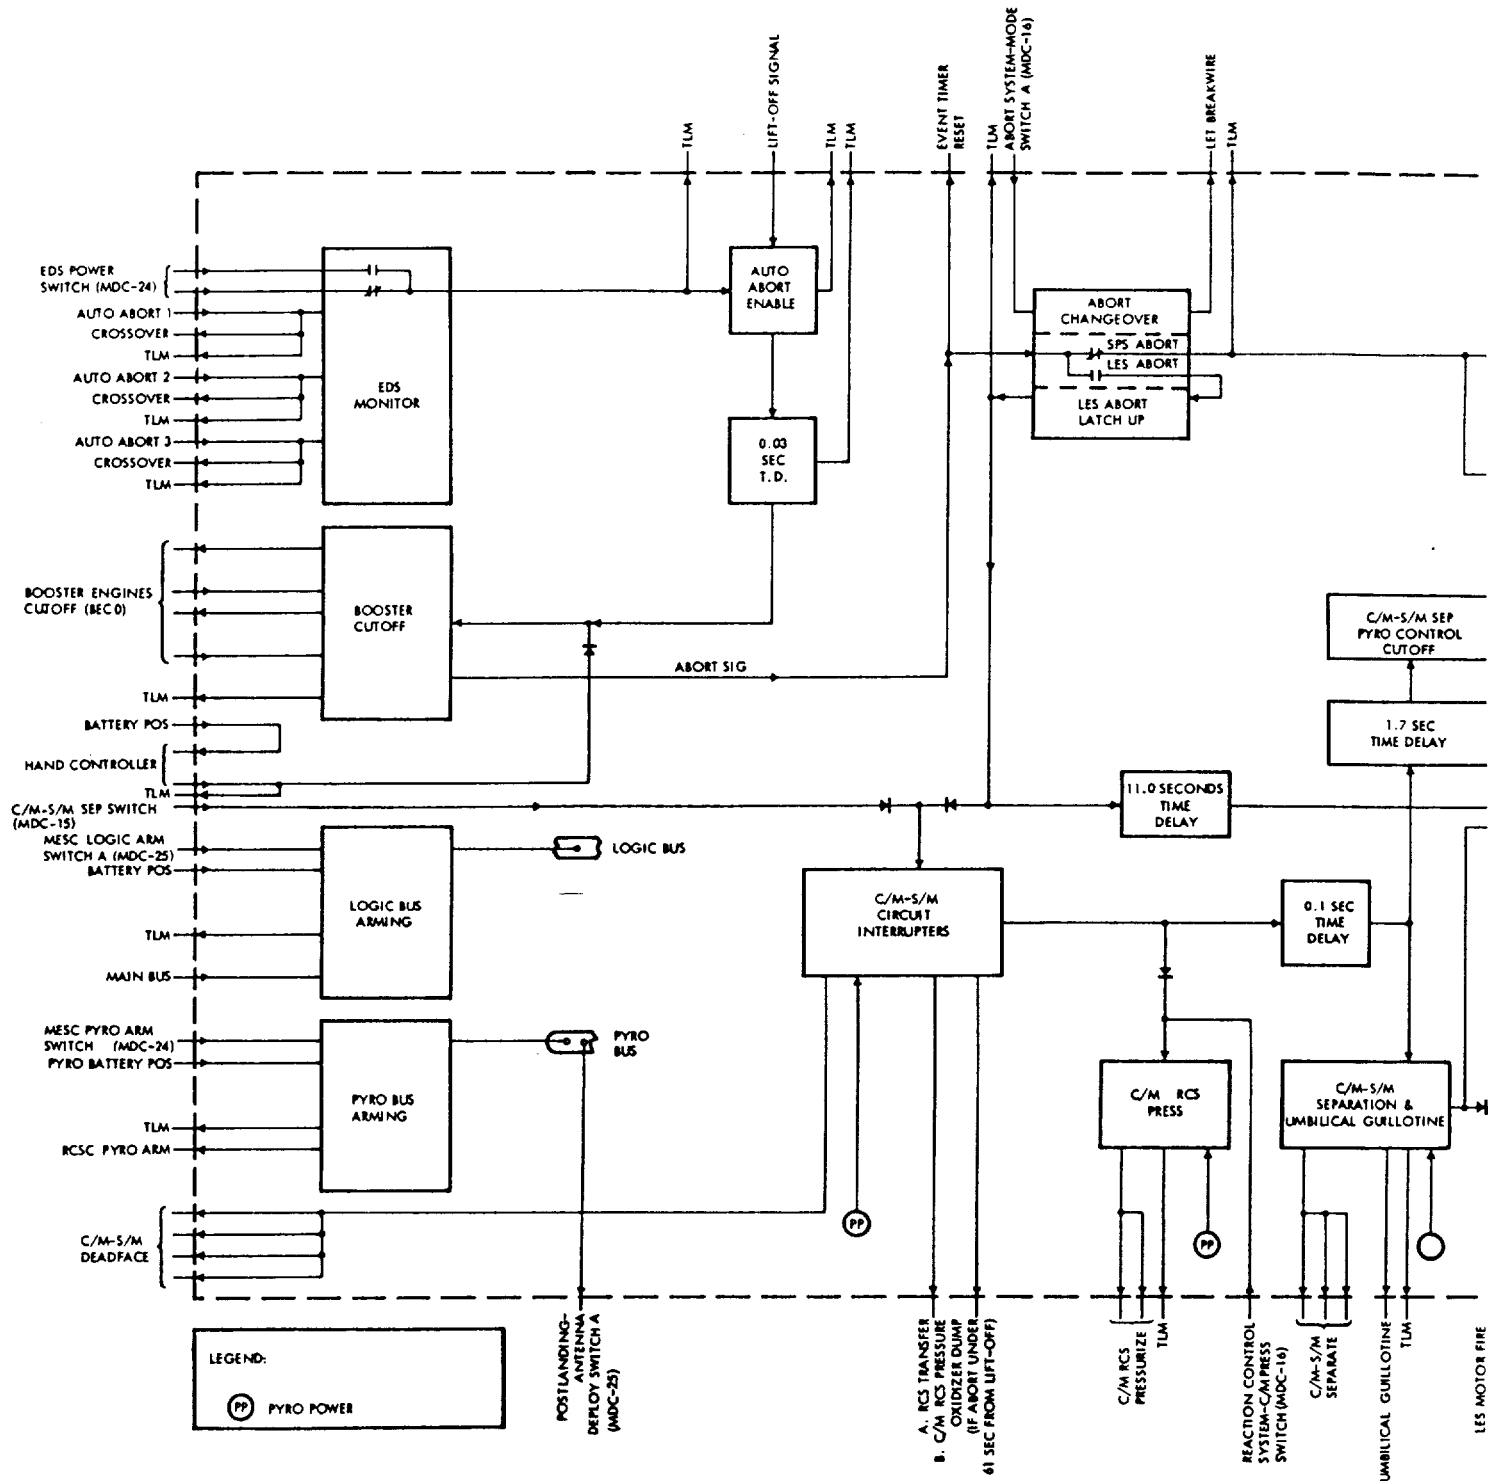 TLM
LIFT-OFF SIGNAL
TLM
TLM
EVENT TIMER
RESET
TLM
ABORT SYSTEM-MODE
SWITCH A (MDC-16)
LET BREAKWIRE
TLM
EDS POWER
SWITCH (MDC-24)
AUTO ABORT 1
CROSSOVER
TLM
AUTO ABORT 2
CROSSOVER
TLM
AUTO ABORT 3
CROSSOVER
TLM
EDS
MONITOR
AUTO
ABORT
ENABLE
0.03
SEC
T.D.
ABORT
CHANGEOVER
SPS ABORT
LES ABORT
LES ABORT
LATCH UP
BOOSTER ENGINES
CUTOFF (BECO)
TLM
BOOSTER
CUTOFF
ABORT SIG
C/M-S/M SEP
PYRO CONTROL
CUTOFF
1.7 SEC
TIME DELAY
BATTERY POS
HAND CONTROLLER
TLM
C/M-S/M SEP SWITCH
(MDC-15)
11.0 SECONDS
TIME
DELAY
MESC LOGIC ARM
SWITCH A (MDC-25)
BATTERY POS
TLM
MAIN BUS
LOGIC BUS
ARMING
LOGIC BUS
C/M-S/M
CIRCUIT
INTERRUPTERS
0.1 SEC
TIME
DELAY
MESC PYRO ARM
SWITCH (MDC-24)
PYRO BATTERY POS
TLM
RCSC PYRO ARM
PYRO BUS
ARMING
PYRO
BUS
C/M RCS
PRESS
C/M-S/M
SEPARATION &
UMBILICAL GUILLOTINE
C/M-S/M
DEADFACE
PP
PP
POSTLANDING-
ANTENNA
DEPLOY SWITCH A
(MDC-25)
A. RCS TRANSFER
B. C/M RCS PRESSURE
OXIDIZER DUMP
(IF ABORT UNDER
61 SEC FROM LIFT-OFF)
C/M RCS
PRESSURIZE
TLM
REACTION CONTROL
SYSTEM-C/M PRESS
SWITCH (MDC-16)
C/M-S/M
SEPARATE
UMBILICAL GUILLOTINE
TLM
LES MOTOR FIRE
LEGEND:
PP PYRO POWER